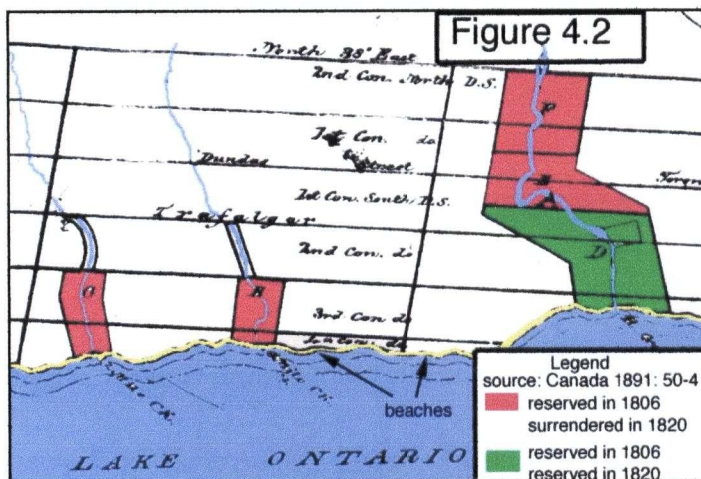 Figure 4.2
North 38° East
2nd Con. North D.S.
P
1st Con. do
Dundas Street
B
1st Con. South D.S.
Trafalgar
2nd Con. do
D
C
3rd Con. do
beaches
LAKE ONTARIO
Legend
source: Canada 1891: 50-4
reserved in 1806
surrendered in 1820
reserved in 1806
reserved in 1820